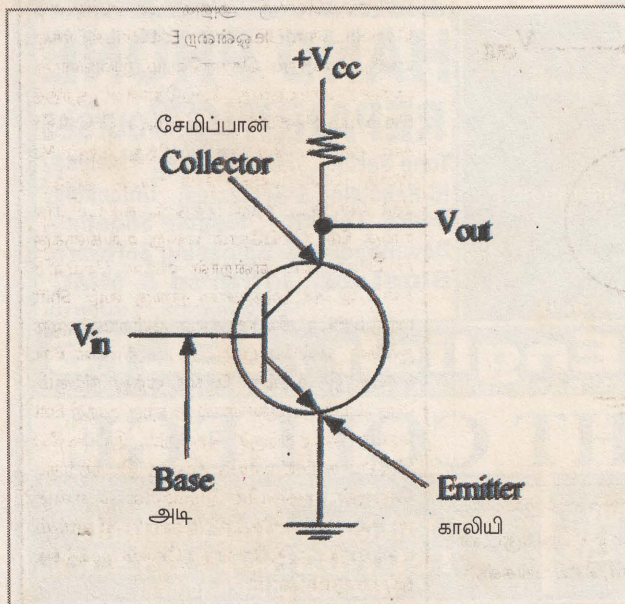 +Vcc
சேமிப்பான்
Collector
Vout
Vin
Base
அடி
Emitter
காலியி